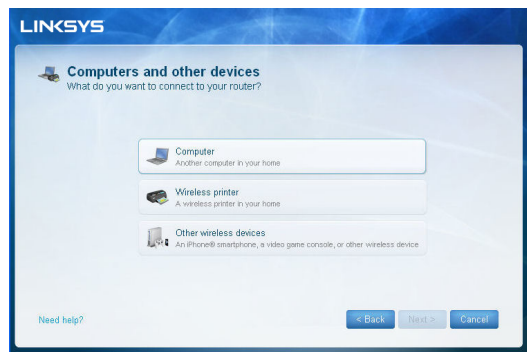 LINKSYS
Computers and other devices
What do you want to connect to your router?
Computer
Another computer in your home
Wireless printer
A wireless printer in your home
Other wireless devices
An iPhone® smartphone, a video game console, or other wireless device
Need help?
< Back
Next >
Cancel